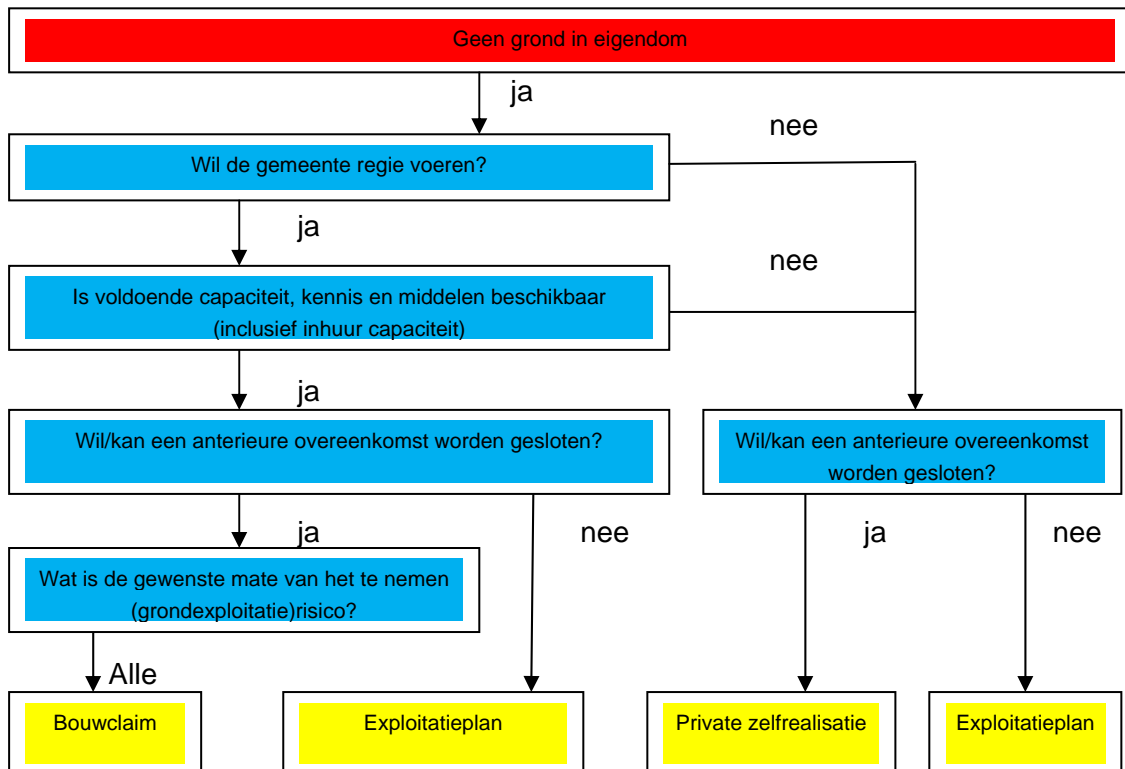 Geen grond in eigendom
ja
nee
Wil de gemeente regie voeren?
ja
nee
Is voldoende capaciteit, kennis en middelen beschikbaar
(inclusief inhuur capaciteit)
ja
Wil/kan een anterieure overeenkomst worden gesloten?
Wil/kan een anterieure overeenkomst
worden gesloten?
ja
nee
ja
nee
Wat is de gewenste mate van het te nemen
(grondexploitatie)risico?
Alle
Bouwclaim
Exploitatieplan
Private zelfrealisatie
Exploitatieplan